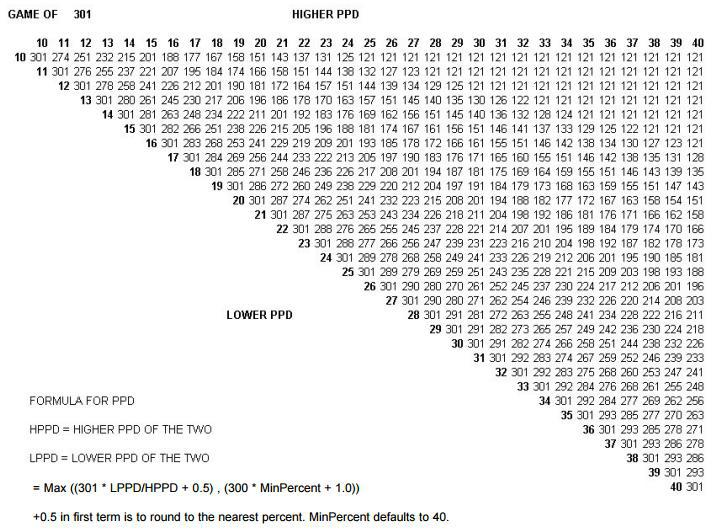 GAME OF 301 HIGHER PPD
10 11 12 13 14 15 16 17 18 19 20 21 22 23 24 25 26 27 28 29 30 31 32 33 34 35 36 37 38 39 40
10 301 274 251 232 215 201 188 177 167 158 151 143 137 131 125 121 121 121 121 121 121 121 121 121 121 121 121 121 121 121 121
11 301 276 255 237 221 207 195 184 174 166 158 151 144 138 132 127 123 121 121 121 121 121 121 121 121 121 121 121 121 121
12 301 278 258 241 226 212 201 190 181 172 164 157 151 144 139 134 129 125 121 121 121 121 121 121 121 121 121 121 121
13 301 280 261 245 230 217 206 196 186 178 170 163 157 151 145 140 135 130 126 122 121 121 121 121 121 121 121 121
14 301 281 263 248 234 222 211 201 192 183 176 169 162 156 151 145 140 136 132 128 124 121 121 121 121 121 121
15 301 282 266 251 238 226 215 205 196 188 181 174 167 161 156 151 146 141 137 133 129 125 122 121 121 121
16 301 283 268 253 241 229 219 209 201 193 185 178 172 166 161 155 151 146 142 138 134 130 127 123 121
17 301 284 269 256 244 233 222 213 205 197 190 183 176 171 165 160 155 151 146 142 138 135 131 128
18 301 285 271 258 246 236 226 217 208 201 194 187 181 175 169 164 159 155 151 146 143 139 135
19 301 286 272 260 249 238 229 220 212 204 197 191 184 179 173 168 163 159 155 151 147 143
20 301 287 274 262 251 241 232 223 215 208 201 194 188 182 177 172 167 163 158 154 151
21 301 287 275 263 253 243 234 226 218 211 204 198 192 186 181 176 171 166 162 158
22 301 288 276 265 255 245 237 228 221 214 207 201 195 189 184 179 174 170 166
23 301 288 277 266 256 247 239 231 223 216 210 204 198 192 187 182 178 173
24 301 289 278 268 258 249 241 233 226 219 212 206 201 195 190 185 181
25 301 289 279 269 259 251 243 235 228 221 215 209 203 198 193 188
26 301 290 280 270 261 252 245 237 230 224 217 212 206 201 196
27 301 290 280 271 262 254 246 239 232 226 220 214 208 203
LOWER PPD 28 301 291 281 272 263 255 248 241 234 228 222 216 211
29 301 291 282 273 265 257 249 242 236 230 224 218
30 301 291 282 274 266 258 251 244 238 232 226
31 301 292 283 274 267 259 252 246 239 233
32 301 292 283 275 268 260 253 247 241
33 301 292 284 276 268 261 255 248
FORMULA FOR PPD 34 301 292 284 277 269 262 256
35 301 293 285 277 270 263
HPPD = HIGHER PPD OF THE TWO 36 301 293 285 278 271
37 301 293 286 278
LPPD = LOWER PPD OF THE TWO 38 301 293 286
39 301 293
= Max ((301 * LPPD/HPPD + 0.5) , (300 * MinPercent + 1.0)) 40 301
+0.5 in first term is to round to the nearest percent. MinPercent defaults to 40.